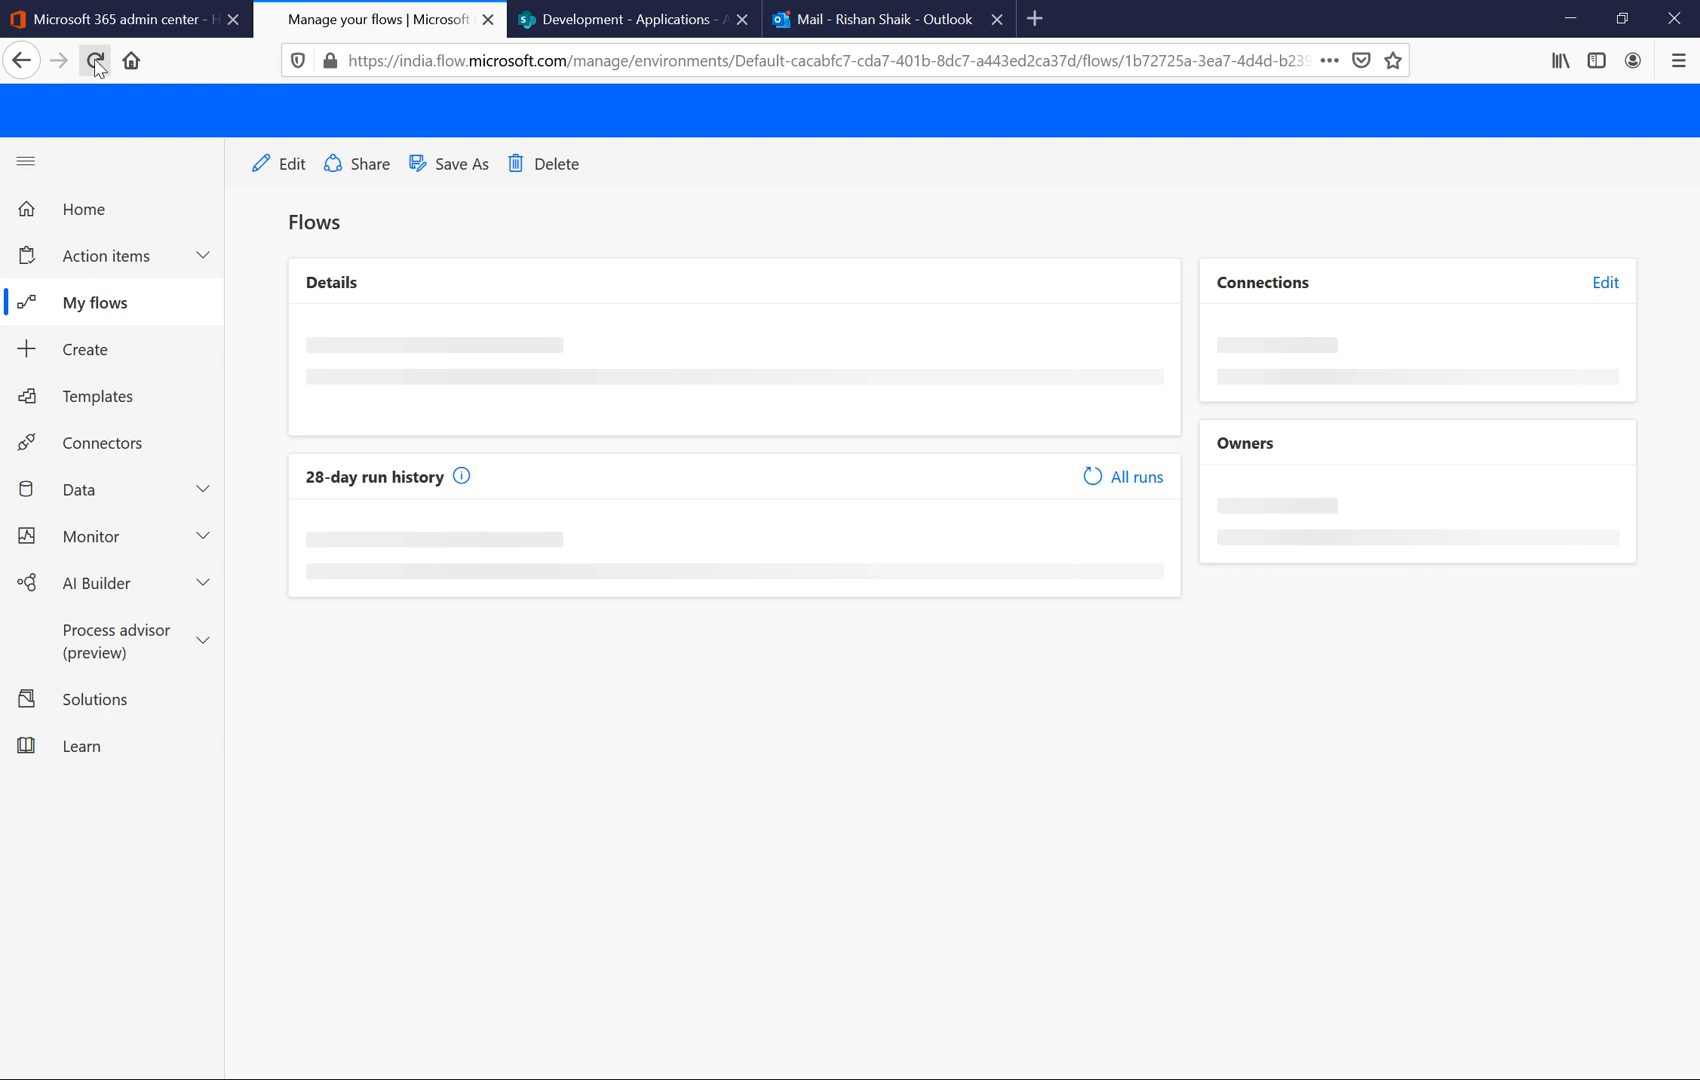 Microsoft 365 admin center -
Manage your flows | Microsoft
Development - Applications -
Mail - Rishan Shaik - Outlook
https://india.flow.microsoft.com/manage/environments/Default-cacabfc7-cda7-401b-8dc7-a443ed2ca37d/flows/1b72725a-3ea7-4d4d-b239
Edit
Share
Save As
Delete
Home
Action items
My flows
Create
Templates
Connectors
Data
Monitor
AI Builder
Process advisor
(preview)
Solutions
Learn
Flows
Details
28-day run history
All runs
Connections
Edit
Owners